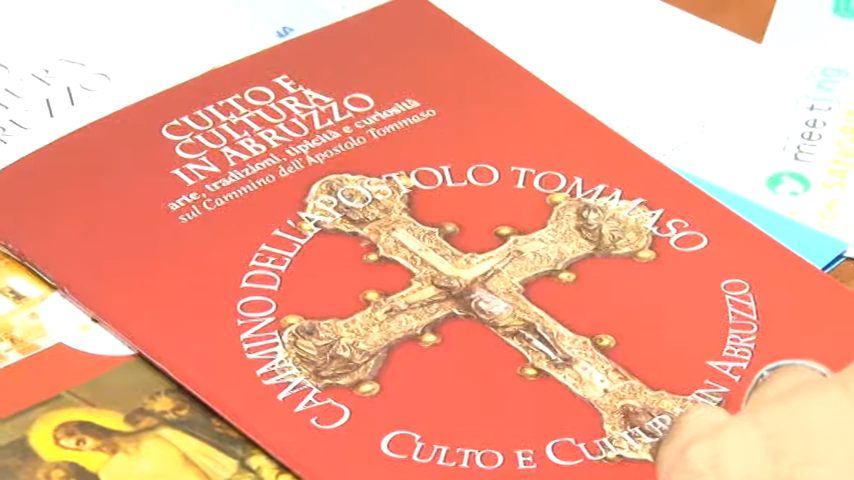 CULTO E
CULTURA
IN ABRUZZO
arte, tradizioni, tipicità e curiosità
sul Cammino dell'Apostolo Tommaso
CAMMINO DELL'APOSTOLO TOMMASO
CULTO E CULTURA IN ABRUZZO
meeting